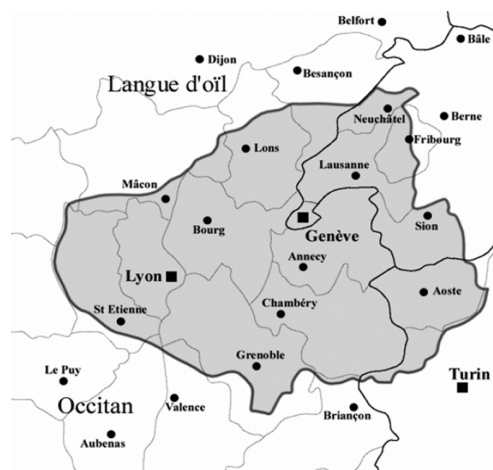 Belfort
Bâle
Dijon
Besançon
Langue d'oïl
Neuchâtel
Berne
Fribourg
Lons
Lausanne
Mâcon
Bourg
Genève
Sion
Annecy
Lyon
Aoste
Chambéry
St Etienne
Grenoble
Le Puy
Turin
Occitan
Valence
Briançon
Aubenas